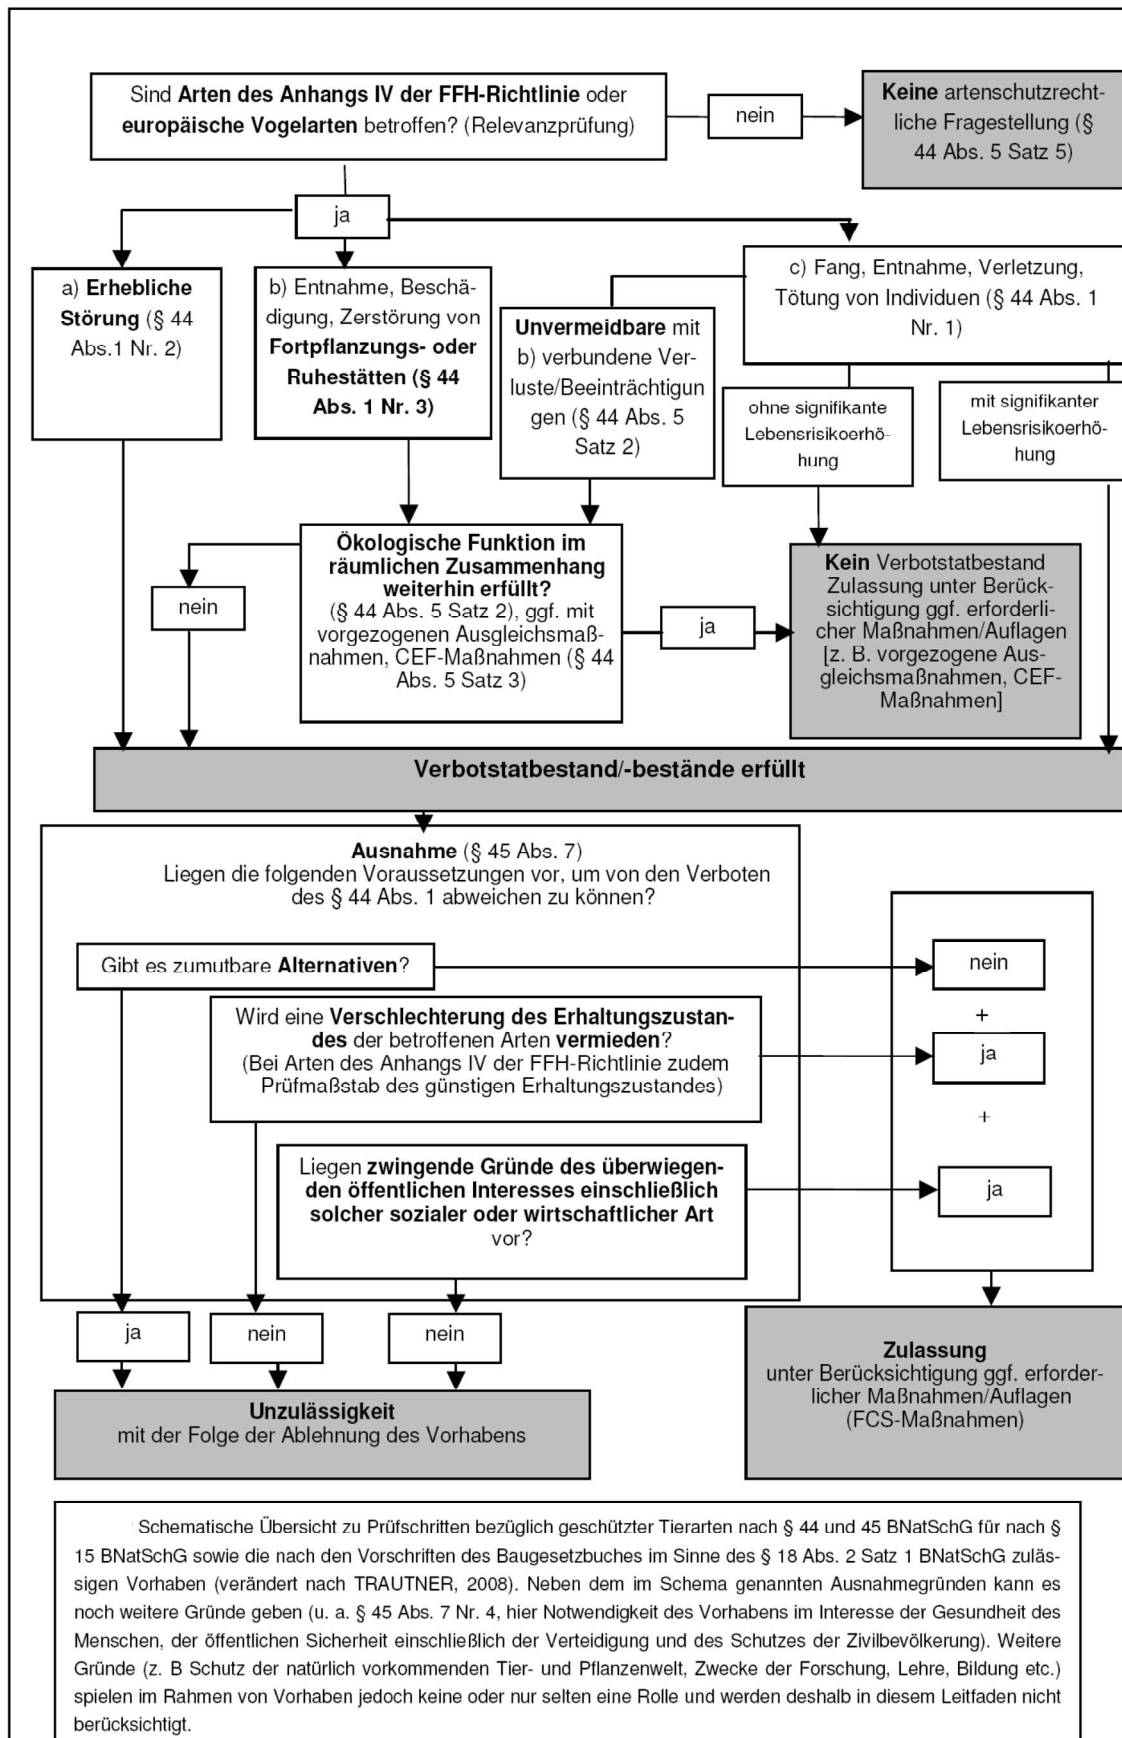 Sind Arten des Anhangs IV der FFH-Richtlinie oder
europäische Vogelarten betroffen? (Relevanzprüfung)
nein
Keine artenschutzrecht-
liche Fragestellung (§
44 Abs. 5 Satz 5)
ja
a) Erhebliche
Störung (§ 44
Abs.1 Nr. 2)
b) Entnahme, Beschä-
digung, Zerstörung von
Fortpflanzungs- oder
Ruhestätten (§ 44
Abs. 1 Nr. 3)
Unvermeidbare mit
b) verbundene Ver-
luste/Beeinträchtigun
gen (§ 44 Abs. 5
Satz 2)
c) Fang, Entnahme, Verletzung,
Tötung von Individuen (§ 44 Abs. 1
Nr. 1)
ohne signifikante
Lebensrisikoerhö-
hung
mit signifikanter
Lebensrisikoerhö-
hung
Ökologische Funktion im
räumlichen Zusammenhang
weiterhin erfüllt?
(§ 44 Abs. 5 Satz 2), ggf. mit
vorgezogenen Ausgleichsmaß-
nahmen, CEF-Maßnahmen (§ 44
Abs. 5 Satz 3)
nein
ja
Kein Verbotstatbestand
Zulassung unter Berück-
sichtigung ggf. erforderli-
cher Maßnahmen/Auflagen
[z. B. vorgezogene Aus-
gleichsmaßnahmen, CEF-
Maßnahmen]
Verbotstatbestand/-bestände erfüllt
Ausnahme (§ 45 Abs. 7)
Liegen die folgenden Voraussetzungen vor, um von den Verboten
des § 44 Abs. 1 abweichen zu können?
Gibt es zumutbare Alternativen?
nein
+
Wird eine Verschlechterung des Erhaltungszustan-
des der betroffenen Arten vermieden?
(Bei Arten des Anhangs IV der FFH-Richtlinie zudem
Prüfmaßstab des günstigen Erhaltungszustandes)
ja
+
Liegen zwingende Gründe des überwiegen-
den öffentlichen Interesses einschließlich
solcher sozialer oder wirtschaftlicher Art
vor?
ja
ja
nein
nein
Unzulässigkeit
mit der Folge der Ablehnung des Vorhabens
Zulassung
unter Berücksichtigung ggf. erforder-
licher Maßnahmen/Auflagen
(FCS-Maßnahmen)
Schematische Übersicht zu Prüfschritten bezüglich geschützter Tierarten nach § 44 und 45 BNatSchG für nach §
15 BNatSchG sowie die nach den Vorschriften des Baugesetzbuches im Sinne des § 18 Abs. 2 Satz 1 BNatSchG zuläs-
sigen Vorhaben (verändert nach TRAUTNER, 2008). Neben dem im Schema genannten Ausnahmegründen kann es
noch weitere Gründe geben (u. a. § 45 Abs. 7 Nr. 4, hier Notwendigkeit des Vorhabens im Interesse der Gesundheit des
Menschen, der öffentlichen Sicherheit einschließlich der Verteidigung und des Schutzes der Zivilbevölkerung). Weitere
Gründe (z. B Schutz der natürlich vorkommenden Tier- und Pflanzenwelt, Zwecke der Forschung, Lehre, Bildung etc.)
spielen im Rahmen von Vorhaben jedoch keine oder nur selten eine Rolle und werden deshalb in diesem Leitfaden nicht
berücksichtigt.